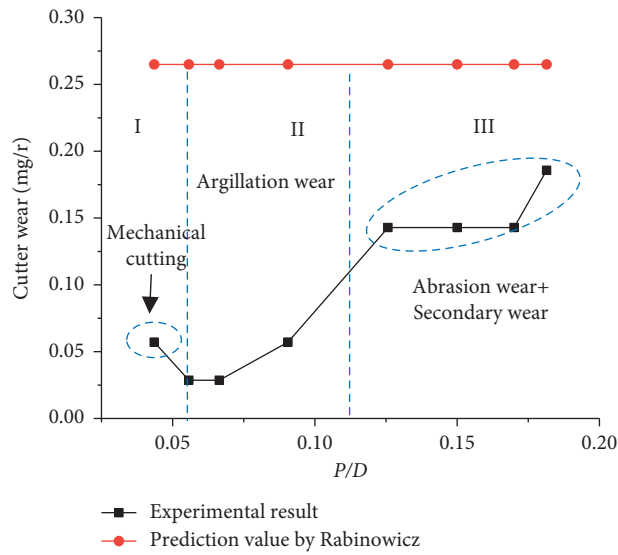 0.30
0.25
0.20
0.15
0.10
0.05
0.00
Cutter wear (mg/r)
I
II
III
Argillation wear
Mechanical
cutting
Abrasion wear+
Secondary wear
0.05
0.10
0.15
0.20
P/D
Experimental result
Prediction value by Rabinowicz